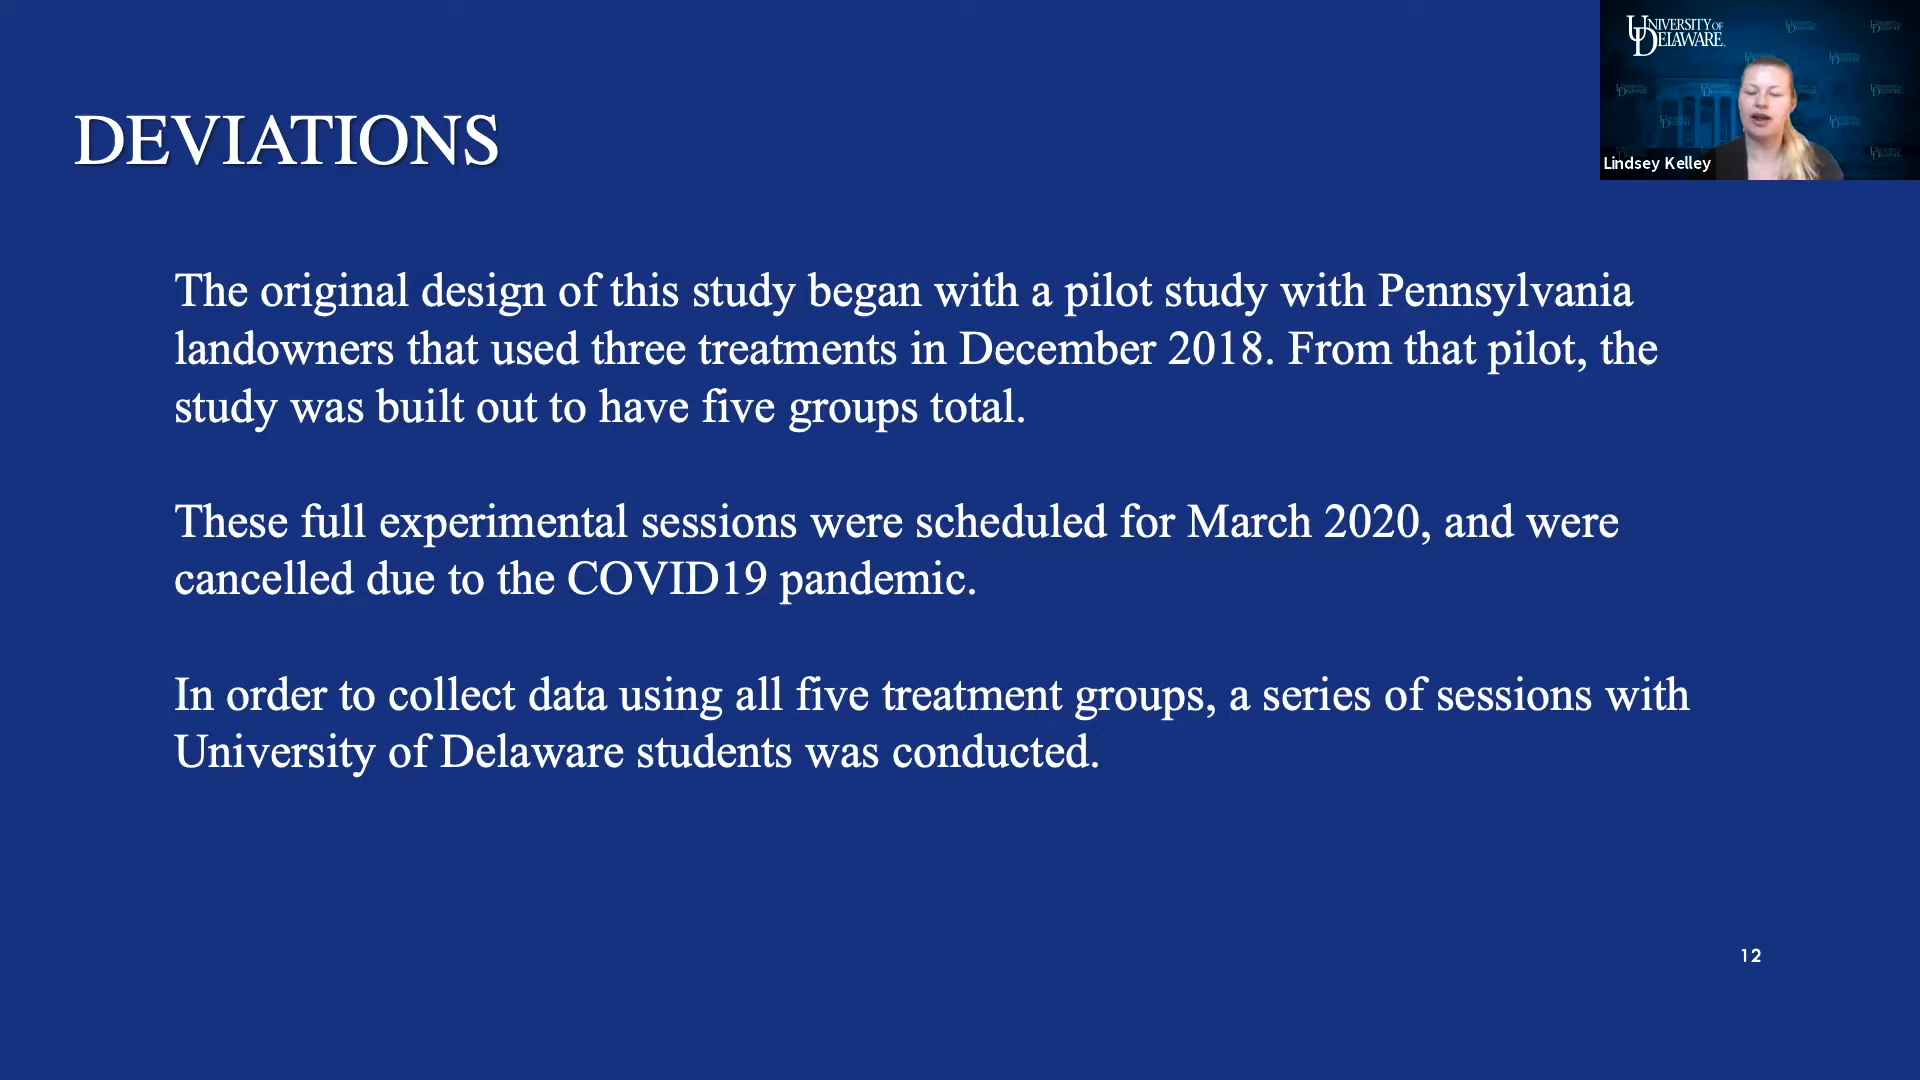 UNIVERSITY OF
DELAWARE
Lindsey Kelley
DEVIATIONS
The original design of this study began with a pilot study with Pennsylvania
landowners that used three treatments in December 2018. From that pilot, the
study was built out to have five groups total.
These full experimental sessions were scheduled for March 2020, and were
cancelled due to the COVID19 pandemic.
In order to collect data using all five treatment groups, a series of sessions with
University of Delaware students was conducted.
12